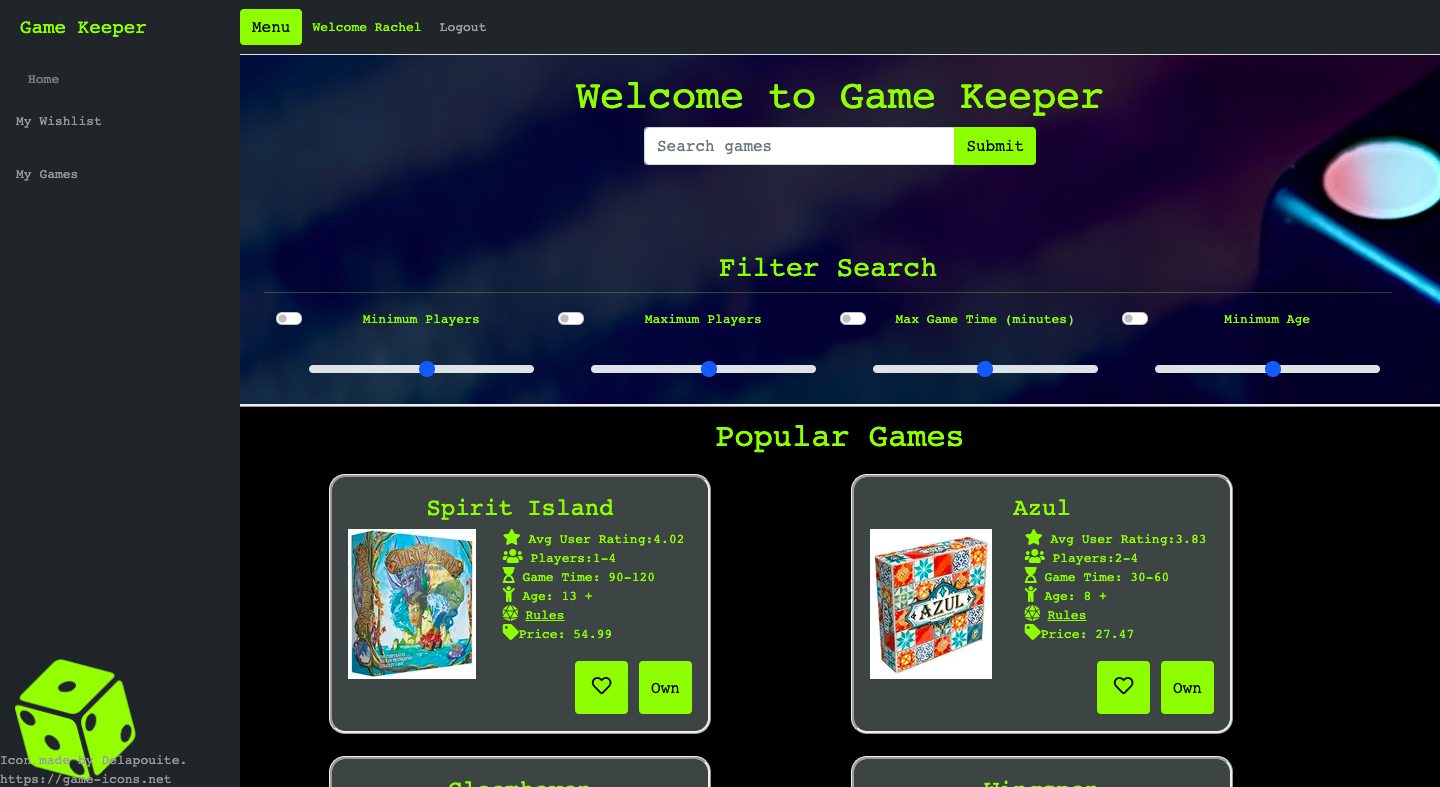 Game Keeper
Menu
Welcome Rachel
Logout
Home
My Wishlist
My Games
Icon made by Delapouite.
https://game-icons.net
Welcome to Game Keeper
Search games
Submit
Filter Search
Minimum Players
Maximum Players
Max Game Time (minutes)
Minimum Age
Popular Games
Spirit Island
Avg User Rating:4.02
Players:1-4
Game Time: 90-120
Age: 13 +
Rules
Price: 54.99
Own
Azul
AZUL
Avg User Rating:3.83
Players:2-4
Game Time: 30-60
Age: 8 +
Rules
Price: 27.47
Own
Gloomhaven
Wingspan